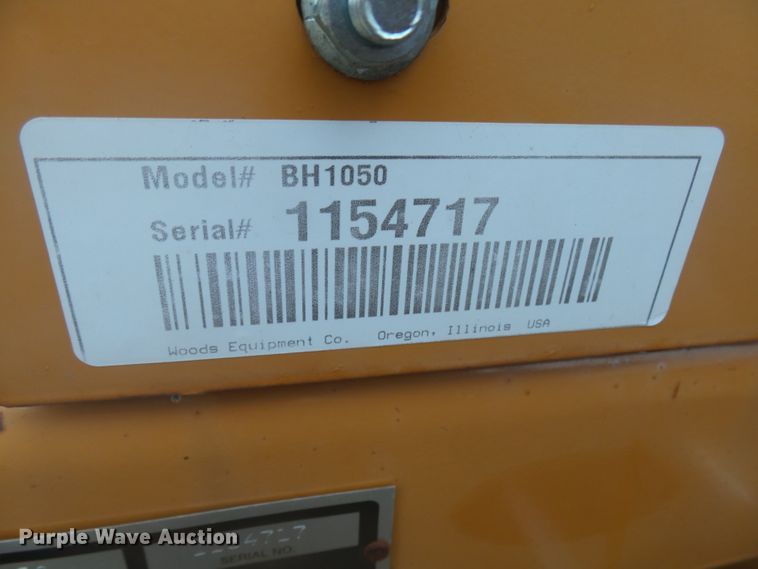 Model# BH1050
Serial# 1154717
Woods Equipment Co. Oregon, Illinois USA
SERIAL NO.
Purple Wave Auction